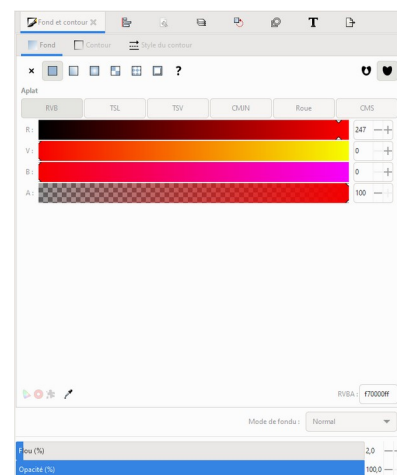 Fond et contour
T
Fond Contour Style du contour
?
Aplat
RVB TSL TSV CMJN Roue CMS
R: 247
V: 0
B: 0
A: 100
RVBA: f70000ff
Mode de fondu: Normal
Flou (%) 2,0
Opacité (%) 100,0